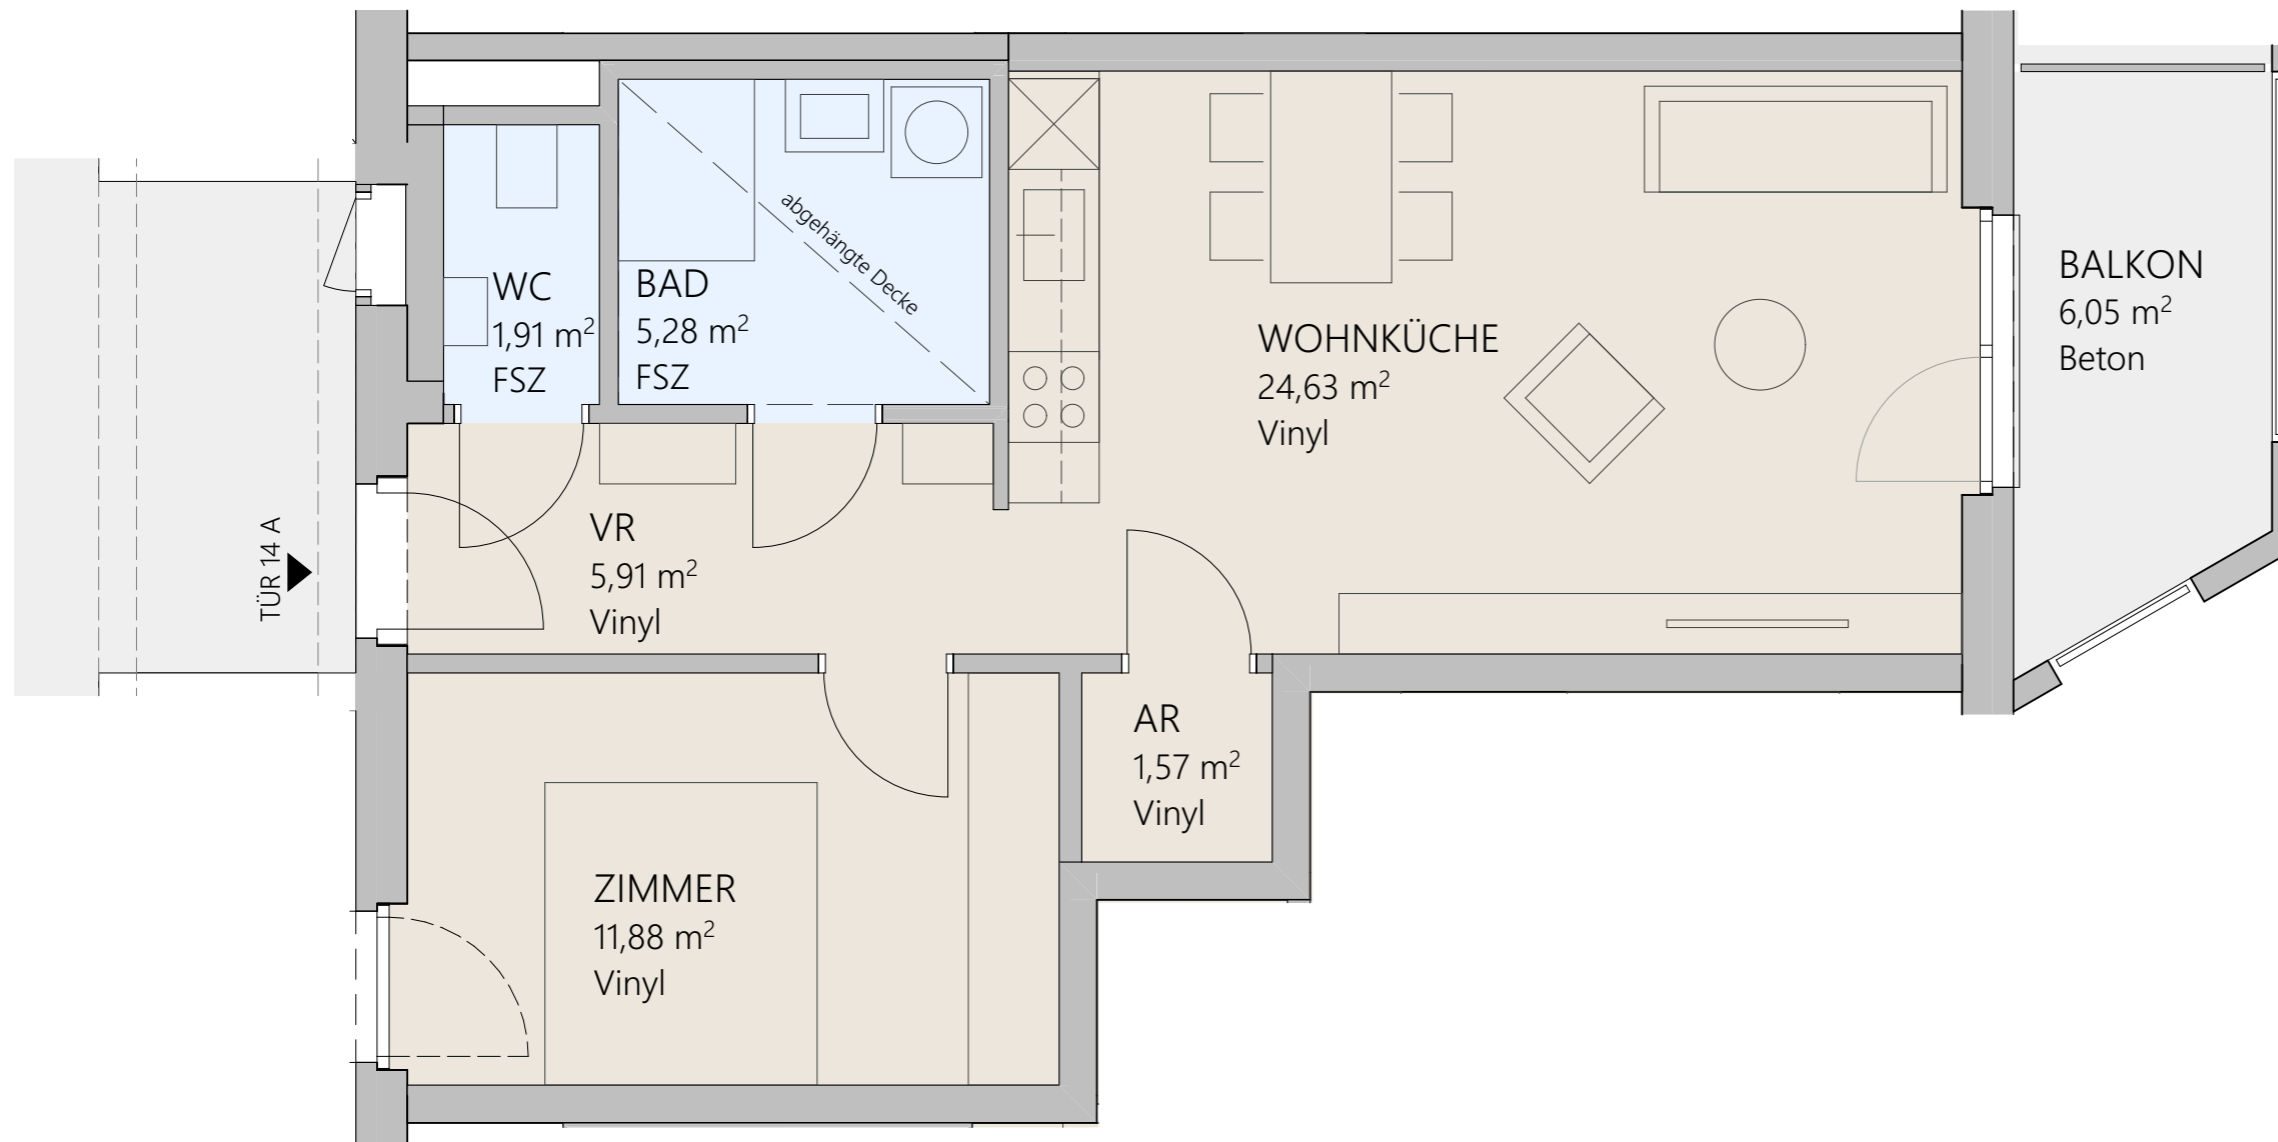 WC
1,91 m²
FSZ
BAD
5,28 m²
FSZ
abgehängte Decke
WOHNKÜCHE
24,63 m²
Vinyl
BALKON
6,05 m²
Beton
TÜR 14 A
VR
5,91 m²
Vinyl
AR
1,57 m²
Vinyl
ZIMMER
11,88 m²
Vinyl